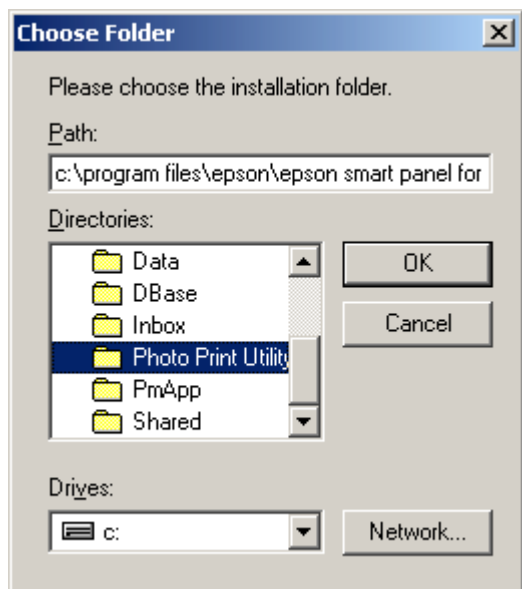 Choose Folder
Please choose the installation folder.
Path:
c:\program files\epson\epson smart panel for
Directories:
Data
DBase
Inbox
Photo Print Utility
PmApp
Shared
OK
Cancel
Drives:
c:
Network...